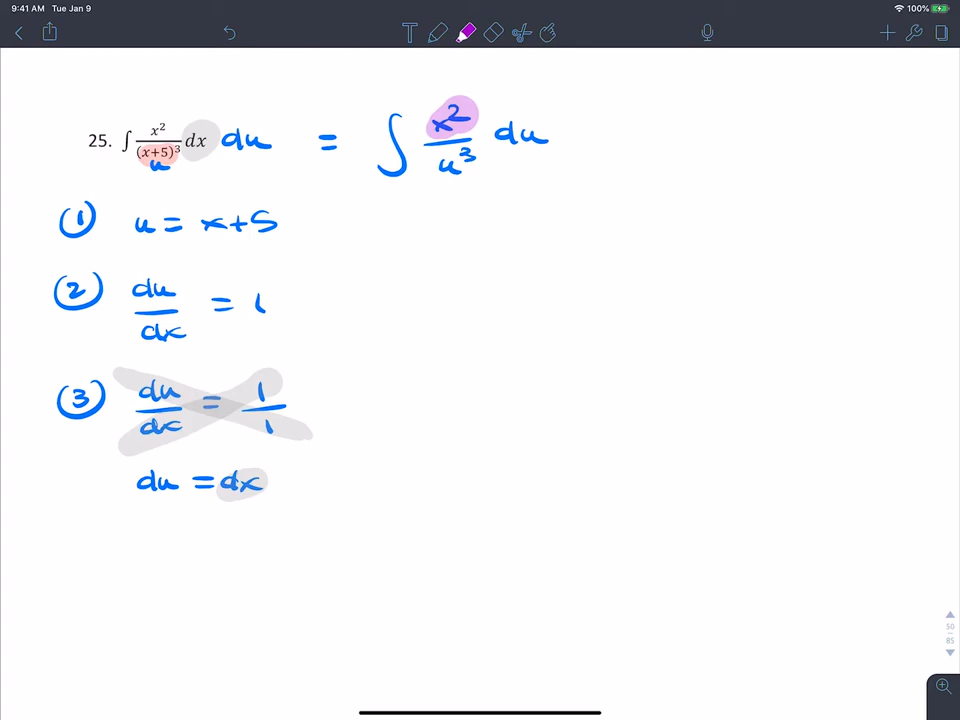 9:41 AM Tue Jan 9
100%
T
25. ∫ x²/(x+5)³ dx du = ∫ x²/u³ du
u
① u = x+5
② du/dx = 1
③ du/dx = 1/1
du = dx
50
85